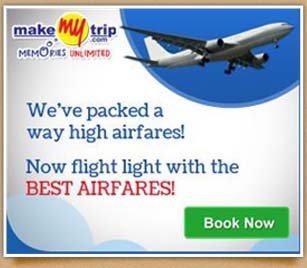 make my trip
.com
MEMORIES UNLIMITED
We've packed a
way high airfares!
Now flight light with the
BEST AIRFARES!
Book Now